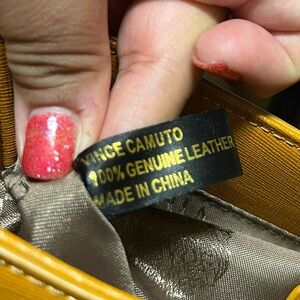 VINCE CAMUTO
100% GENUINE LEATHER
MADE IN CHINA